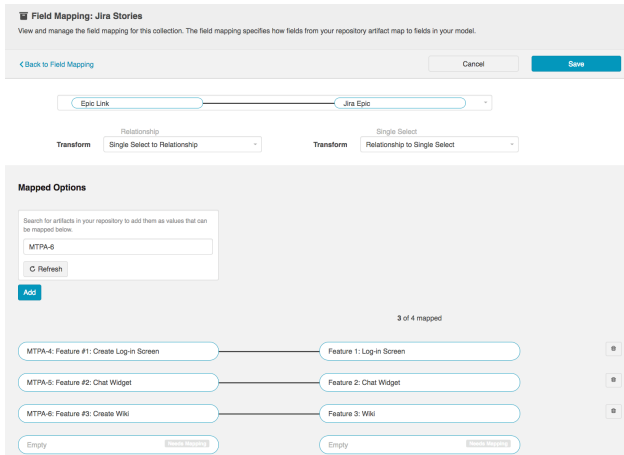 Field Mapping: Jira Stories
View and manage the field mapping for this collection. The field mapping specifies how fields from your repository artifact map to fields in your model.
Back to Field Mapping
Cancel
Save
Epic Link
Jira Epic
Relationship
Single Select
Transform
Single Select to Relationship
Transform
Relationship to Single Select
Mapped Options
Search for artifacts in your repository to add them as values that can
be mapped below.
MTPA-6
Refresh
Add
3 of 4 mapped
MTPA-4: Feature #1: Create Log-in Screen
Feature 1: Log-in Screen
MTPA-5: Feature #2: Chat Widget
Feature 2: Chat Widget
MTPA-6: Feature #3: Create Wiki
Feature 3: Wiki
Empty
Needs Mapping
Empty
Needs Mapping